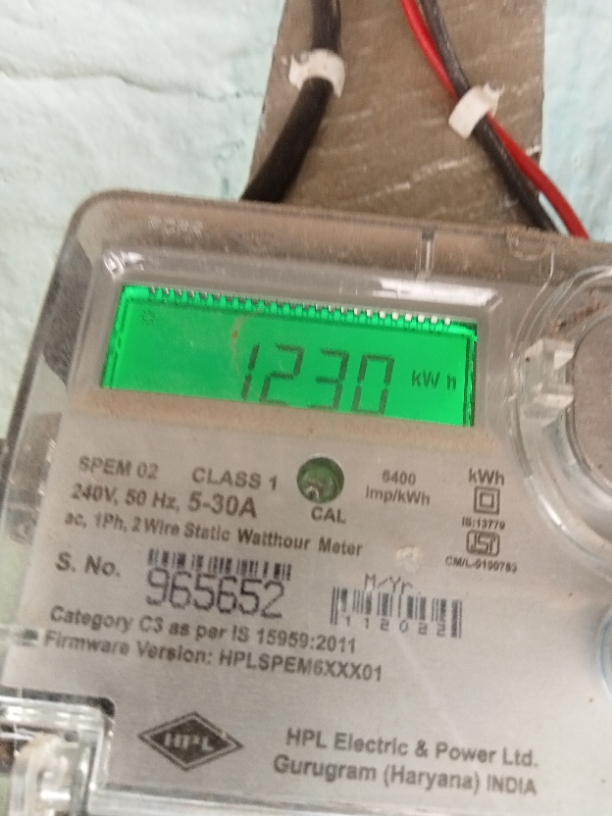 1230 kWh
SPEM 02 CLASS 1
6400 imp/kWh
kWh
240V, 50 Hz, 5-30A
CAL
IS:13779
ac, 1Ph, 2 Wire Static Watthour Meter
ISI
S. No. 965652
M/Yr.
112022
Category C3 as per IS 15959:2011
Firmware Version: HPLSPEM6XXX01
HPL
HPL Electric & Power Ltd.
Gurugram (Haryana) INDIA